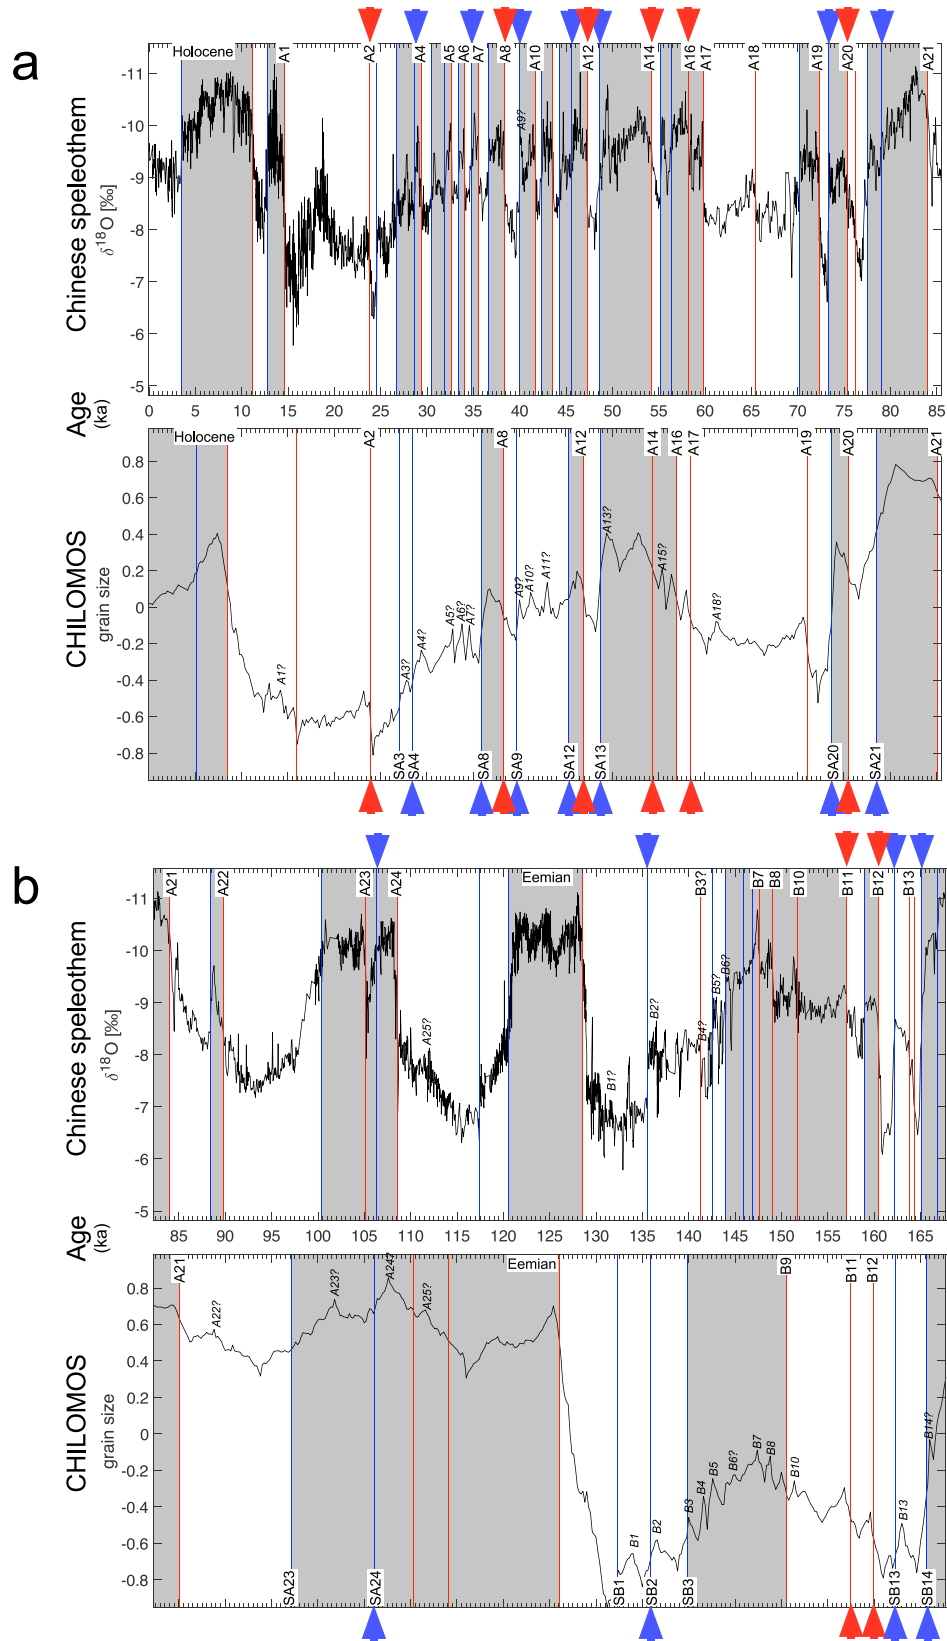 a
Holocene
A1
A2
A4
A5
A6
A7
A8
A9?
A10
A12
A14
A16
A17
A18
A19
A20
A21
Chinese speleothem
δ18O [‰]
-11
-10
-9
-8
-7
-6
-5
Age
(ka)
0 5 10 15 20 25 30 35 40 45 50 55 60 65 70 75 80 85
Holocene
A2
A8
A12
A14
A16
A17
A19
A20
A21
CHILOMOS
grain size
0.8
0.6
0.4
0.2
0
-0.2
-0.4
-0.6
-0.8
A1?
A3?
A4?
A5?
A6?
A7?
A9?
A10?
A11?
A13?
A15?
A18?
SA3
SA4
SA8
SA9
SA12
SA13
SA20
SA21
b
A21
A22
A23
A24
Eemian
B3?
B7
B8
B10
B11
B12
B13
Chinese speleothem
δ18O [‰]
-11
-10
-9
-8
-7
-6
-5
A25?
B1?
B2?
B4?
B5?
B6?
Age
(ka)
85 90 95 100 105 110 115 120 125 130 135 140 145 150 155 160 165
A21
Eemian
B9
B11
B12
CHILOMOS
grain size
0.8
0.6
0.4
0.2
0
-0.2
-0.4
-0.6
-0.8
A22?
A23?
A24?
A25?
B1
B2
B3
B4
B5
B6?
B7
B8
B10
B13
B14?
SA23
SA24
SB1
SB2
SB3
SB13
SB14